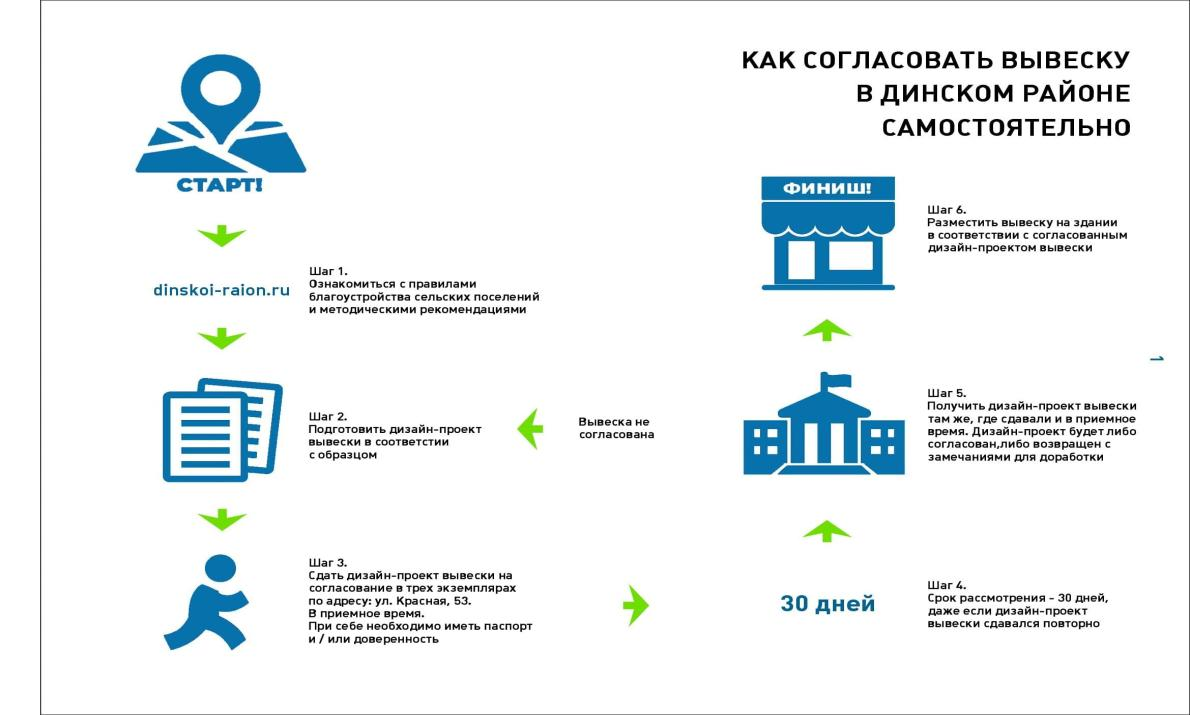 КАК СОГЛАСОВАТЬ ВЫВЕСКУ
В ДИНСКОМ РАЙОНЕ
САМОСТОЯТЕЛЬНО
СТАРТ!
dinskoi-raion.ru
Шаг 1.
Ознакомиться с правилами
благоустройства сельских поселений
и методическими рекомендациями
Шаг 2.
Подготовить дизайн-проект
вывески в соответстии
с образцом
Вывеска не
согласована
Шаг 3.
Сдать дизайн-проект вывески на
согласование в трех экземплярах
по адресу: ул. Красная, 53.
В приемное время.
При себе необходимо иметь паспорт
и / или доверенность
30 дней
Шаг 4.
Срок рассмотрения - 30 дней,
даже если дизайн-проект
вывески сдавался повторно
Шаг 5.
Получить дизайн-проект вывески
там же, где сдавали и в приемное
время. Дизайн-проект будет либо
согласован,либо возвращен с
замечаниями для доработки
ФИНИШ!
Шаг 6.
Разместить вывеску на здании
в соответствии с согласованным
дизайн-проектом вывески
1